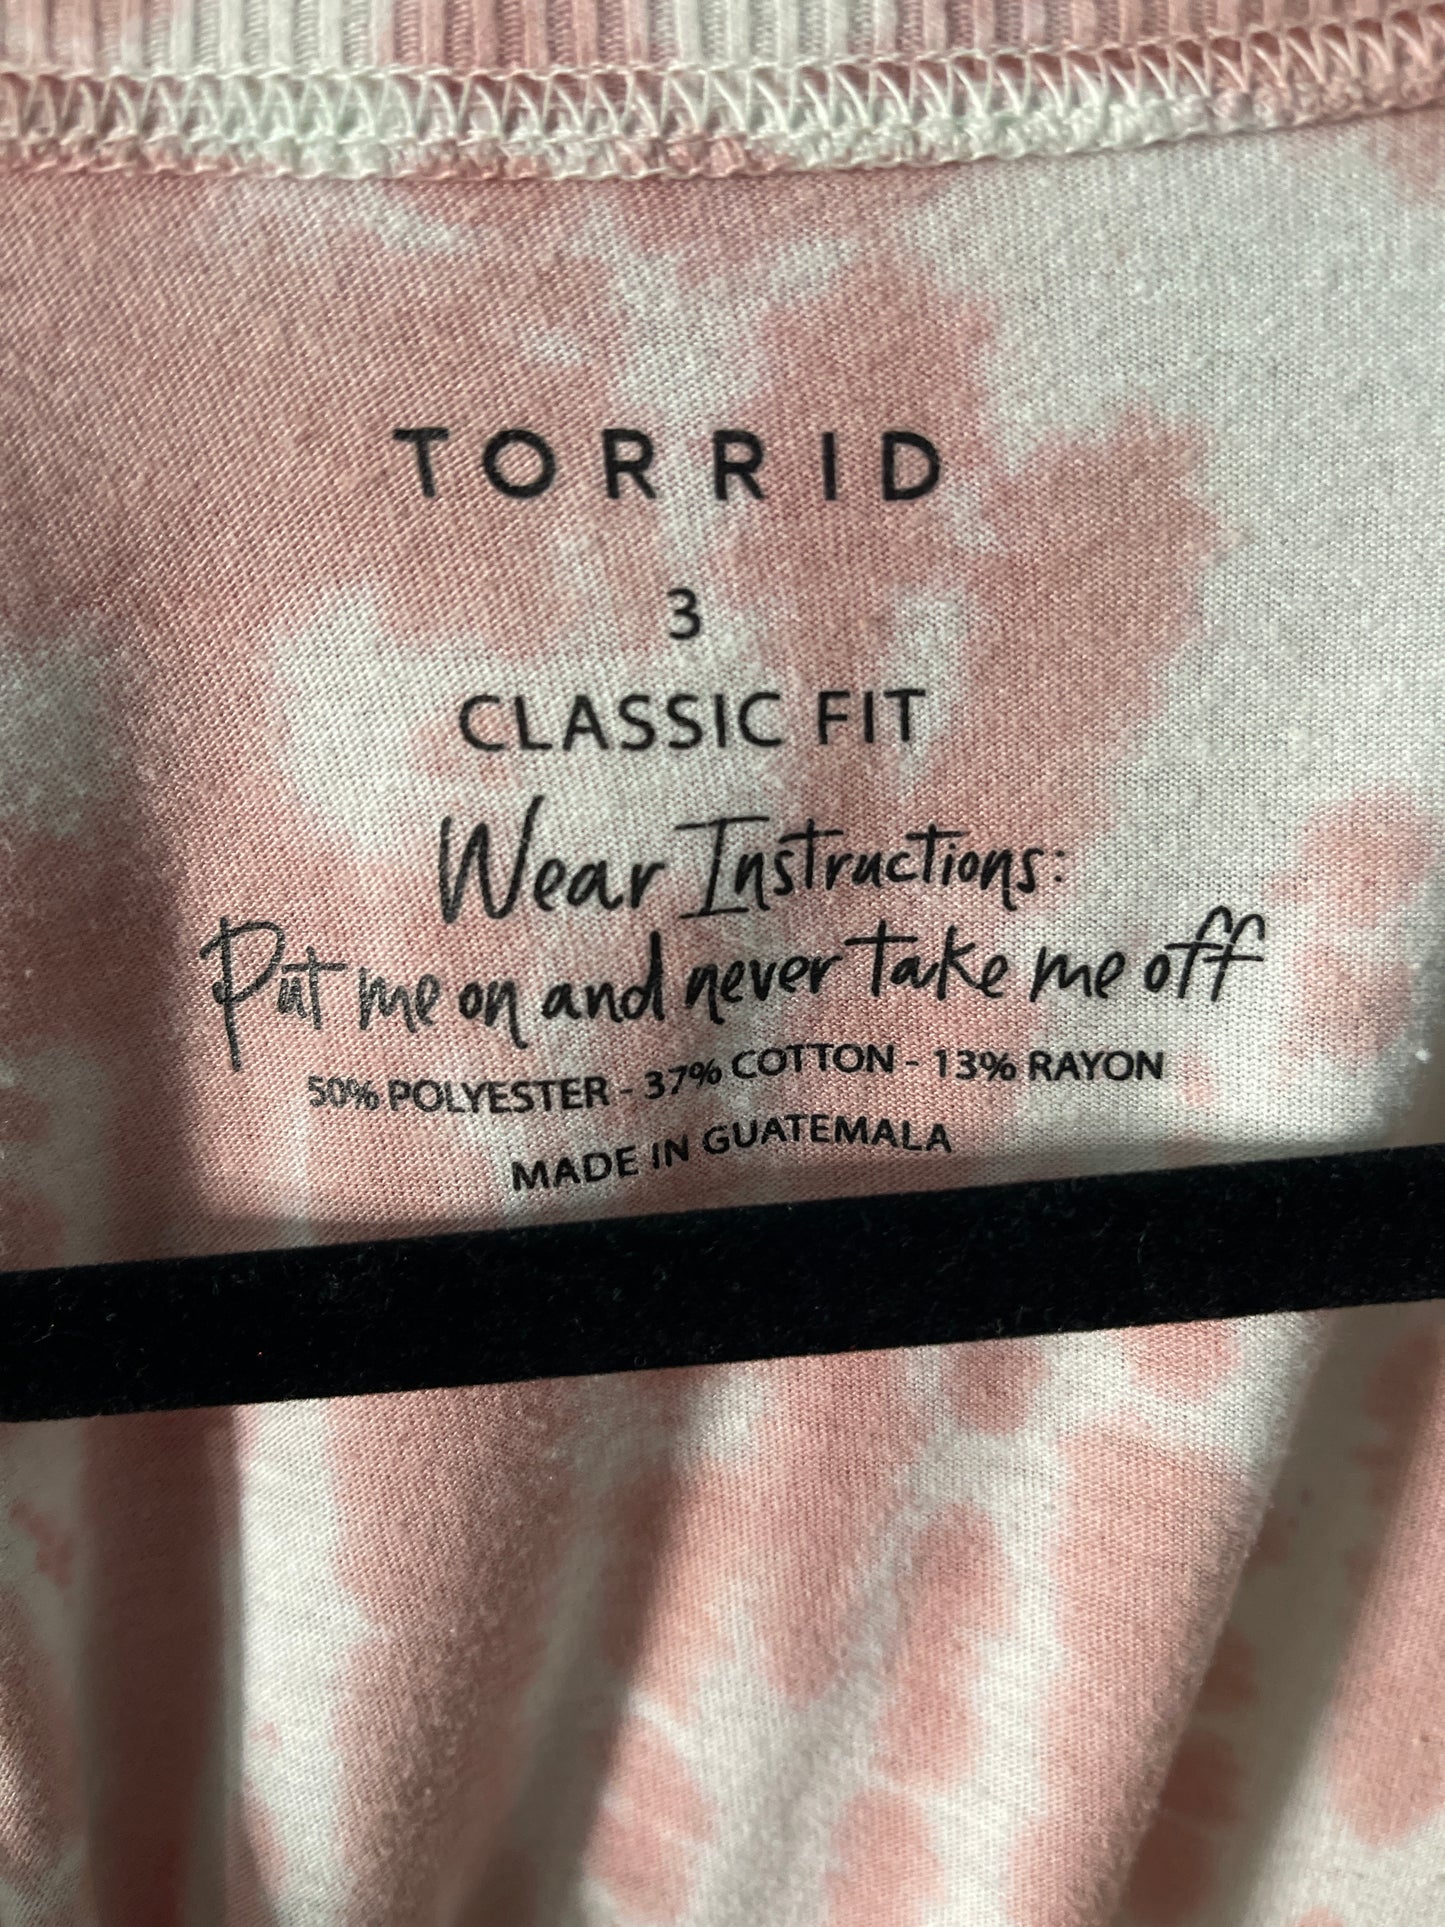 TORRID
3
CLASSIC FIT
Wear Instructions:
Put me on and never take me off
50% POLYESTER - 37% COTTON - 13% RAYON
MADE IN GUATEMALA